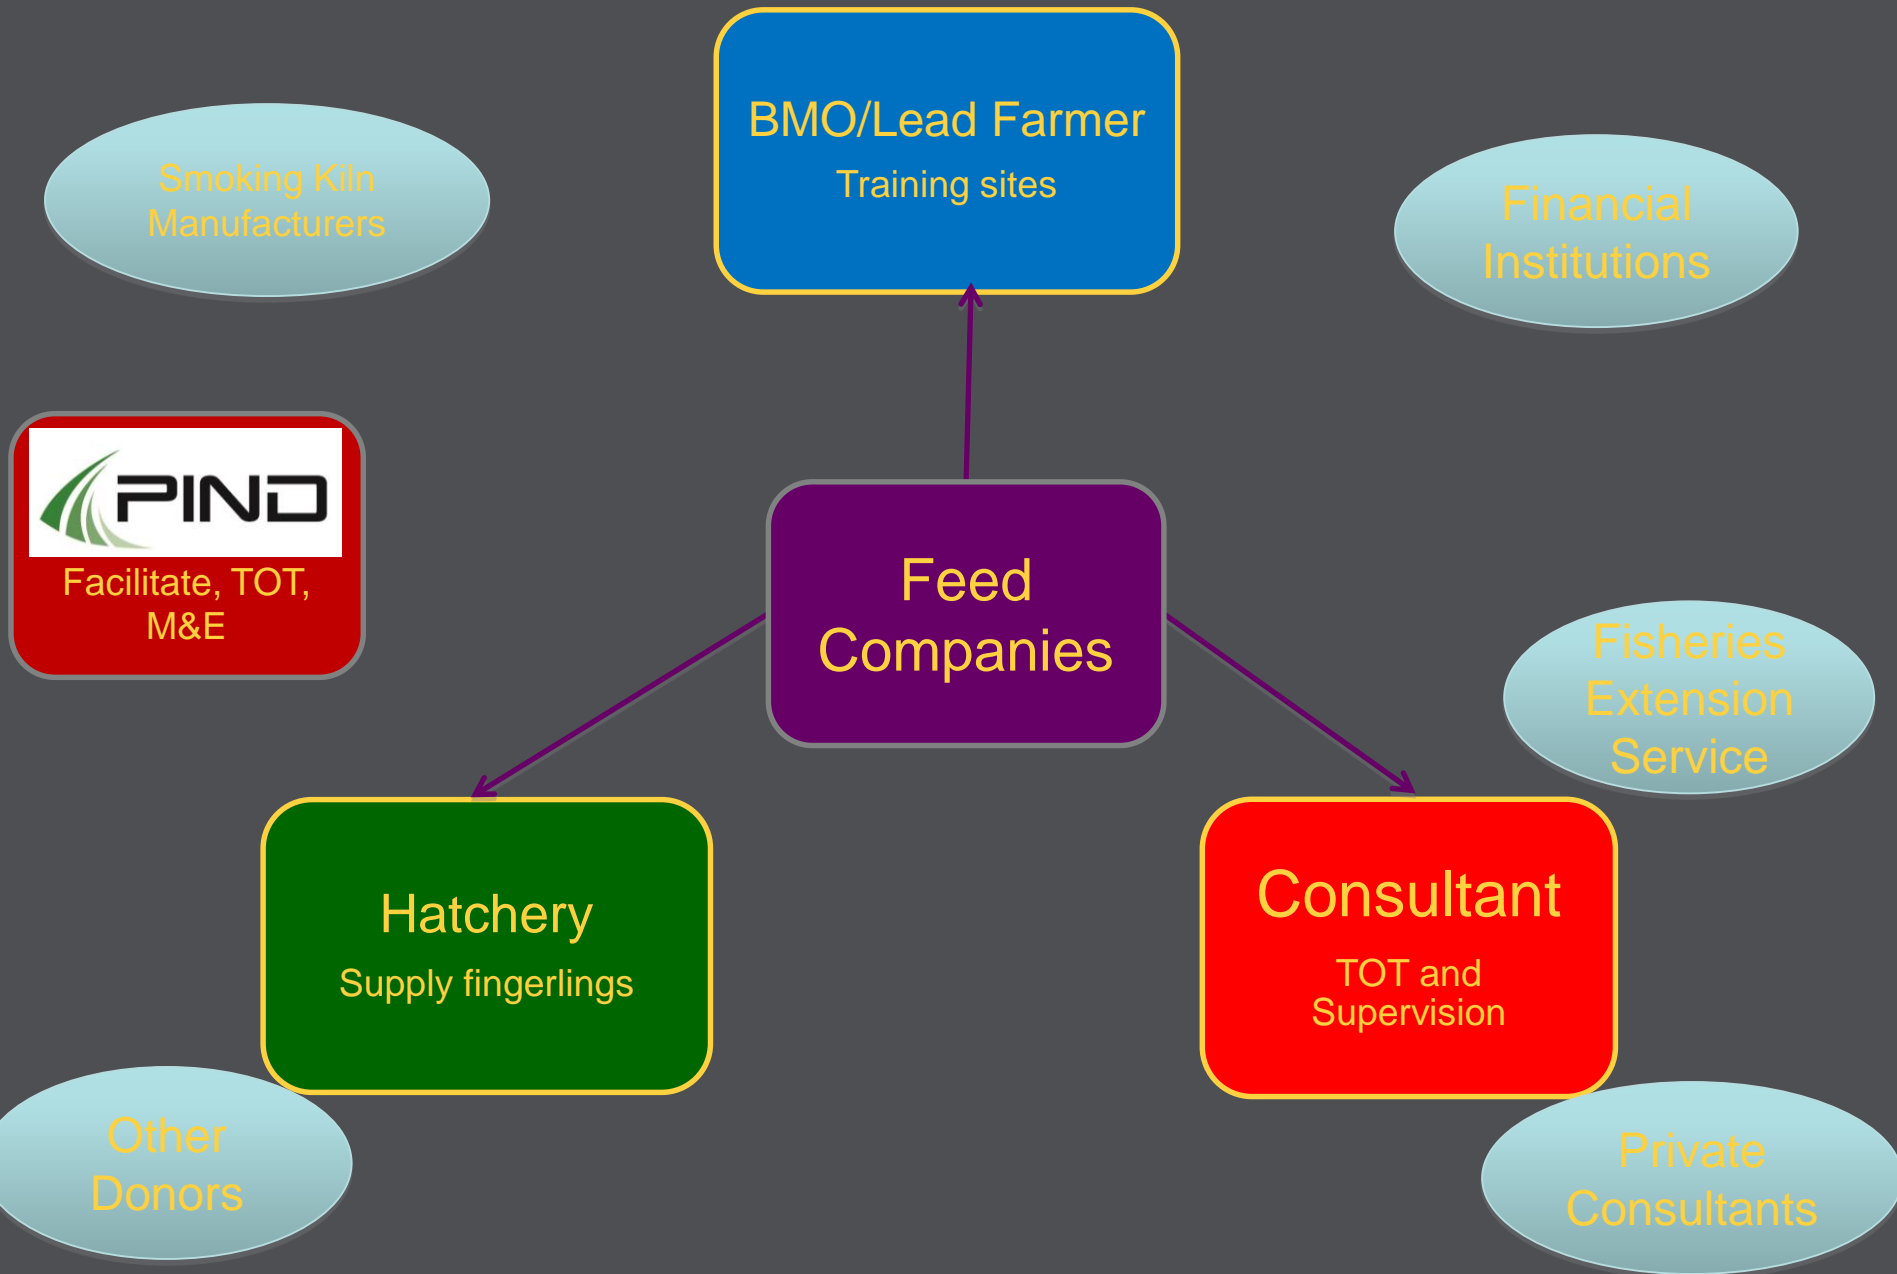 BMO/Lead Farmer
Training sites
Smoking Kiln
Manufacturers
Financial
Institutions
PIND
Facilitate, TOT,
M&E
Feed
Companies
Fisheries
Extension
Service
Hatchery
Supply fingerlings
Consultant
TOT and
Supervision
Other
Donors
Private
Consultants